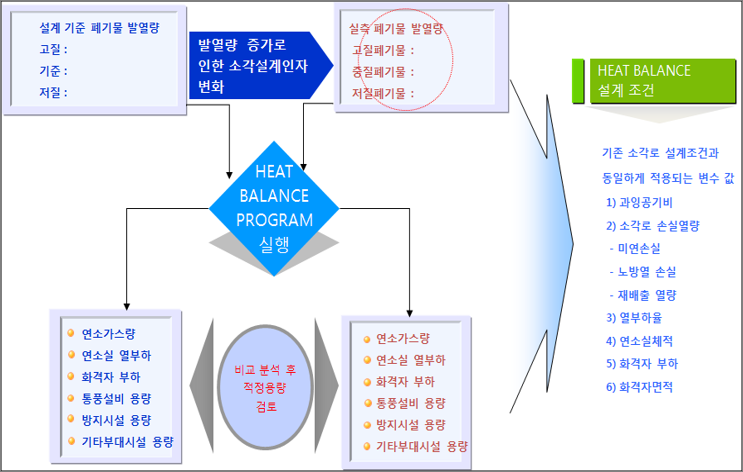 설계 기준 폐기물 발열량
고질 :
기준 :
저질 :
발열량 증가로
인한 소각설계인자
변화
실측 폐기물 발열량
고질폐기물 :
중질폐기물 :
저질폐기물 :
HEAT BALANCE
설계 조건
HEAT
BALANCE
PROGRAM
실행
기존 소각로 설계조건과
동일하게 적용되는 변수 값
1) 과잉공기비
2) 소각로 손실열량
- 미연손실
- 노방열 손실
- 재배출 열량
3) 열부하율
4) 연소실체적
5) 화격자 부하
6) 화격자면적
연소가스량
연소실 열부하
화격자 부하
통풍설비 용량
방지시설 용량
기타부대시설 용량
비교 분석 후
적정용량
검토
연소가스량
연소실 열부하
화격자 부하
통풍설비 용량
방지시설 용량
기타부대시설 용량